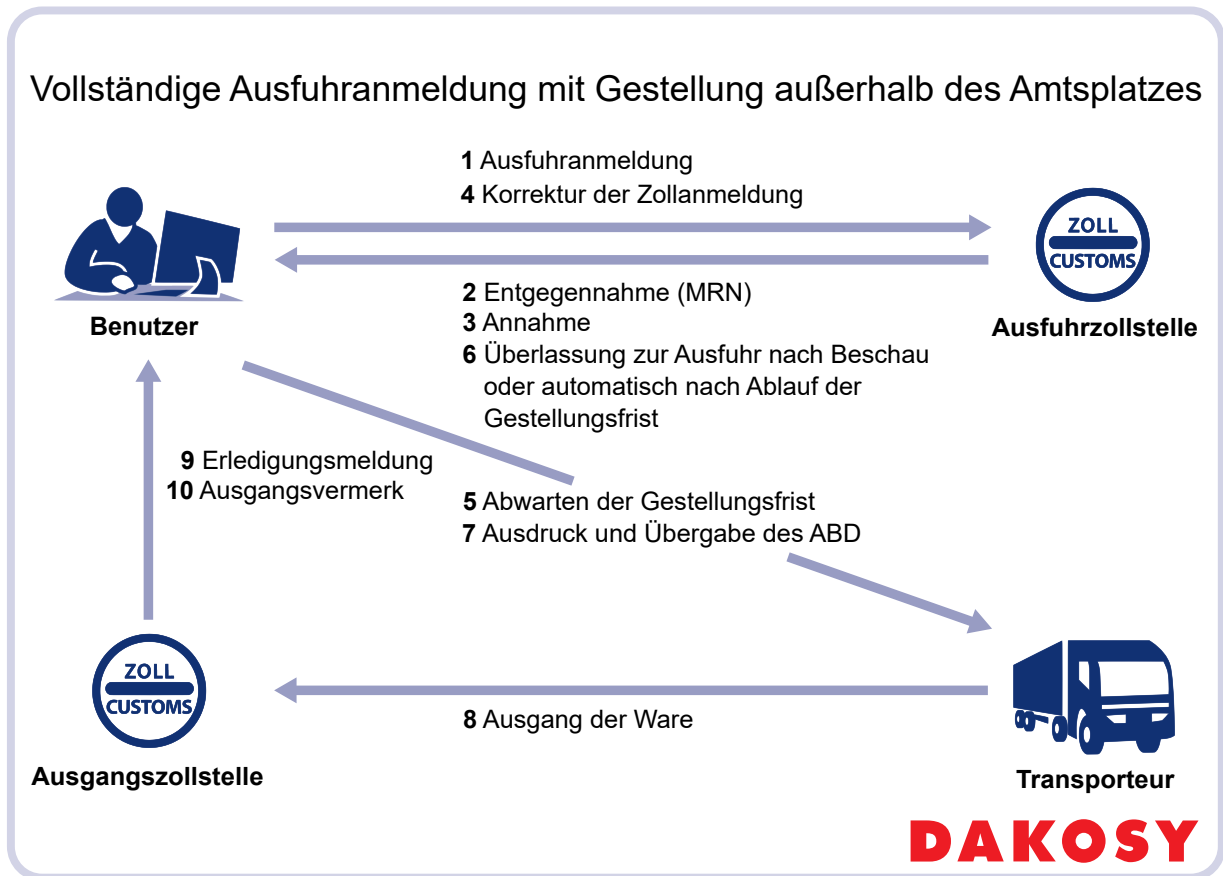 Vollständige Ausfuhranmeldung mit Gestellung außerhalb des Amtsplatzes
1 Ausfuhranmeldung
4 Korrektur der Zollanmeldung
ZOLL
CUSTOMS
Benutzer
Ausfuhrzollstelle
2 Entgegennahme (MRN)
3 Annahme
6 Überlassung zur Ausfuhr nach Beschau
oder automatisch nach Ablauf der
Gestellungsfrist
9 Erledigungsmeldung
10 Ausgangsvermerk
5 Abwarten der Gestellungsfrist
7 Ausdruck und Übergabe des ABD
ZOLL
CUSTOMS
8 Ausgang der Ware
Ausgangszollstelle
Transporteur
DAKOSY